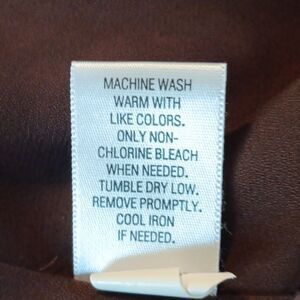 MACHINE WASH
WARM WITH
LIKE COLORS.
ONLY NON-
CHLORINE BLEACH
WHEN NEEDED.
TUMBLE DRY LOW.
REMOVE PROMPTLY.
COOL IRON
IF NEEDED.